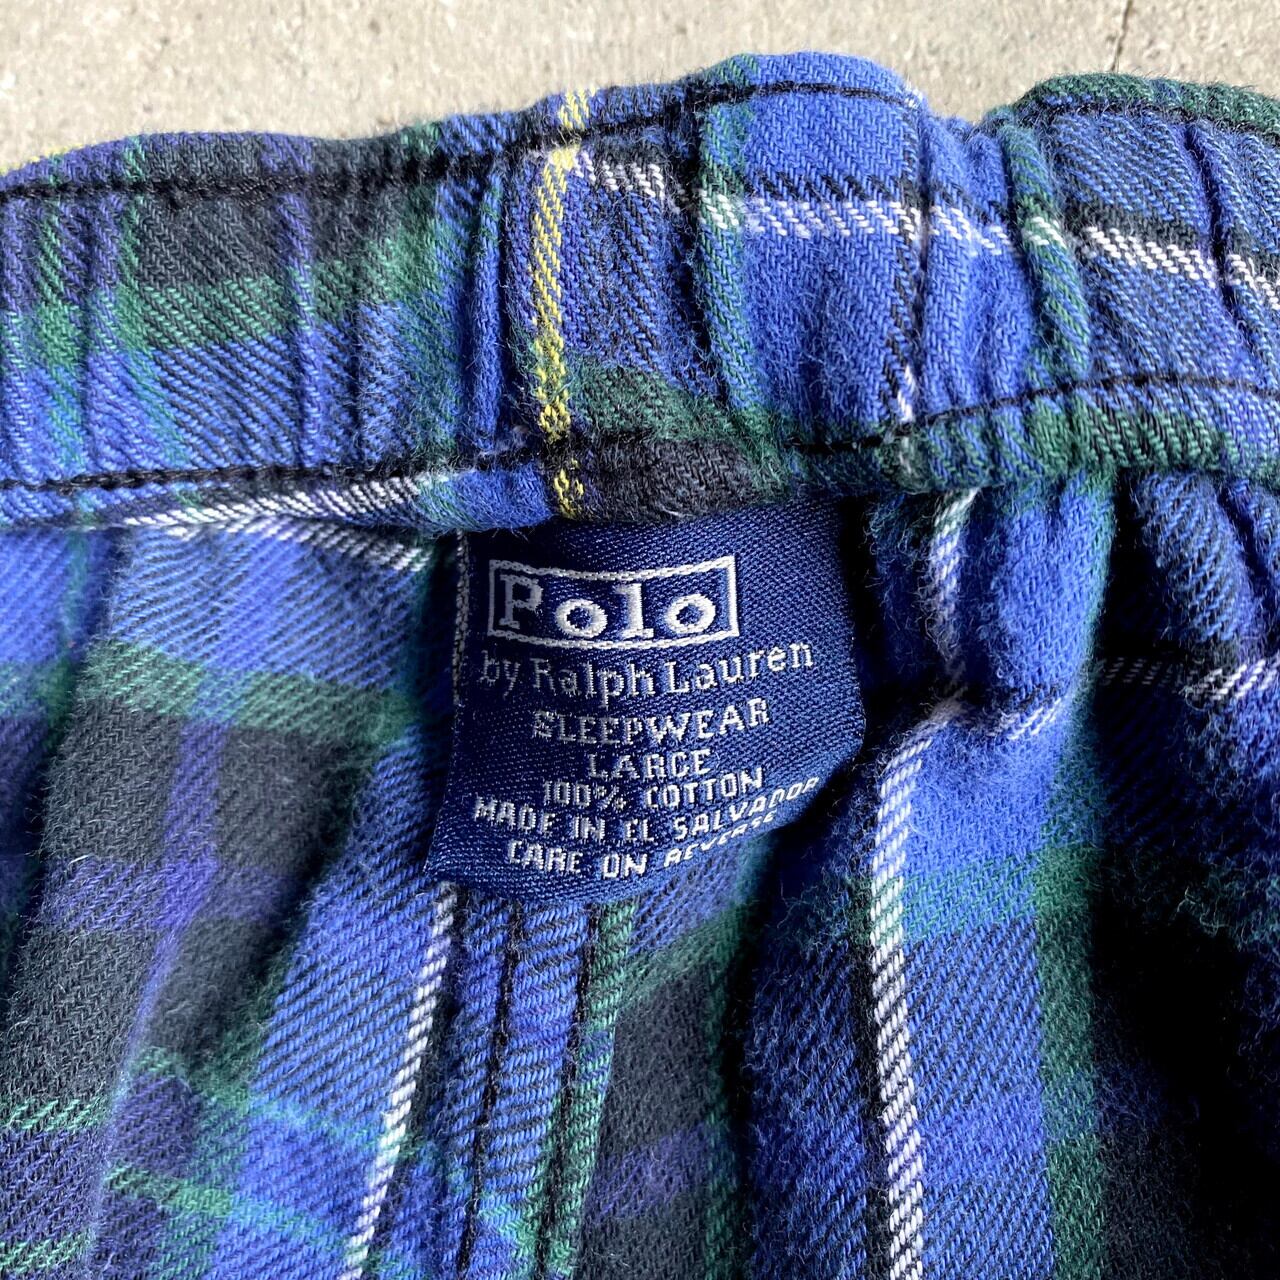 Polo
by Ralph Lauren
SLEEPWEAR
LARGE
100% COTTON
MADE IN EL SALVADOR
CARE ON REVERSE